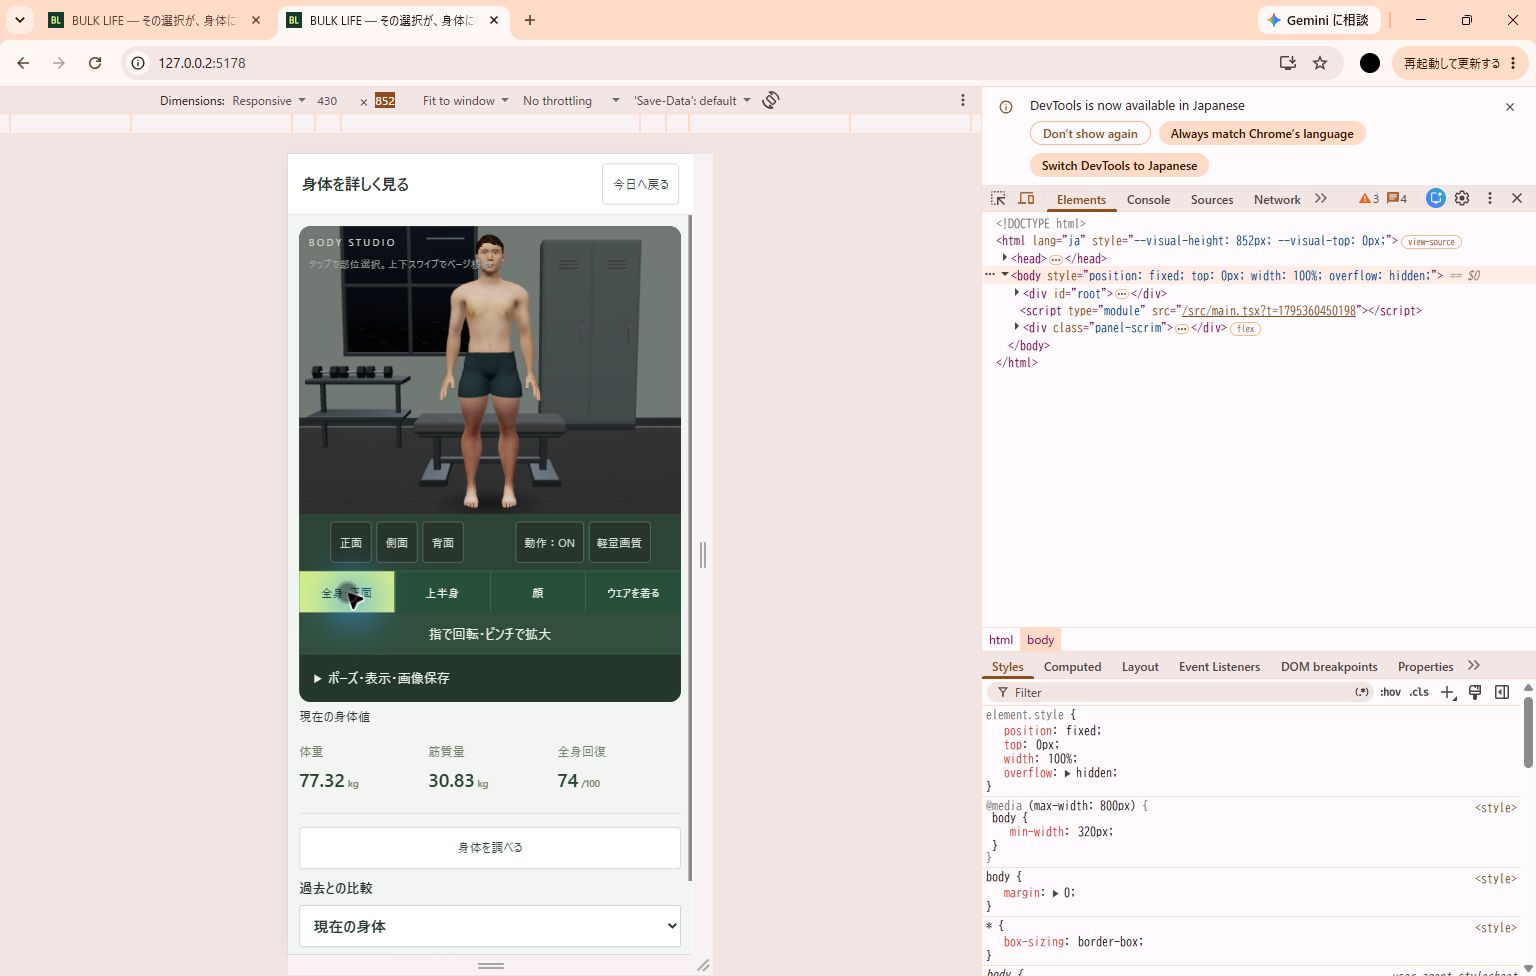 BULK LIFE — その選択が、身体に
BULK LIFE — その選択が、身体に
Gemini に相談
127.0.0.2:5178
再起動して更新する
Dimensions: Responsive 430 × 852 Fit to window No throttling 'Save-Data': default
DevTools is now available in Japanese
Don't show again Always match Chrome's language
Switch DevTools to Japanese
Elements Console Sources Network 3 4
<!DOCTYPE html>
<html lang="ja" style="--visual-height: 852px; --visual-top: 0px;"> view-source
<head> … </head>
<body style="position: fixed; top: 0px; width: 100%; overflow: hidden;"> == $0
<div id="root"> … </div>
<script type="module" src="/src/main.tsx?t=1795360450198"></script>
<div class="panel-scrim"> … </div> flex
</body>
</html>
身体を詳しく見る
今日へ戻る
BODY STUDIO
タップで部位選択。上下スワイプでページ
正面 側面 背面 動作：ON 軽量画質
上半身 顔 ウエアを着る
指で回転・ピンチで拡大
▶ ポーズ・表示・画像保存
現在の身体値
体重 筋質量 全身回復
77.32 kg 30.83 kg 74 /100
身体を調べる
過去との比較
現在の身体
html body
Styles Computed Layout Event Listeners DOM breakpoints Properties
Filter :hov .cls
element.style {
position: fixed;
top: 0px;
width: 100%;
overflow: ▶ hidden;
}
@media (max-width: 800px) { <style>
body {
min-width: 320px;
}
}
body { <style>
margin: ▶ 0;
}
* { <style>
box-sizing: border-box;
}
body { user agent stylesheet